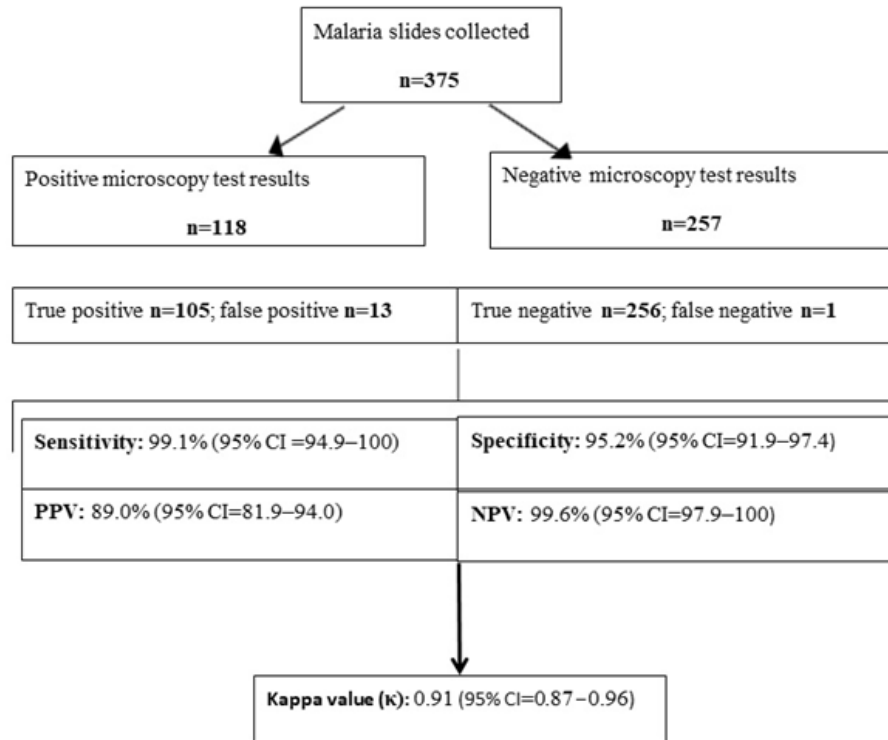 Malaria slides collected
n=375
Positive microscopy test results
n=118
Negative microscopy test results
n=257
True positive n=105; false positive n=13
True negative n=256; false negative n=1
Sensitivity: 99.1% (95% CI =94.9–100)
Specificity: 95.2% (95% CI=91.9–97.4)
PPV: 89.0% (95% CI=81.9–94.0)
NPV: 99.6% (95% CI=97.9–100)
Kappa value (κ): 0.91 (95% CI=0.87–0.96)